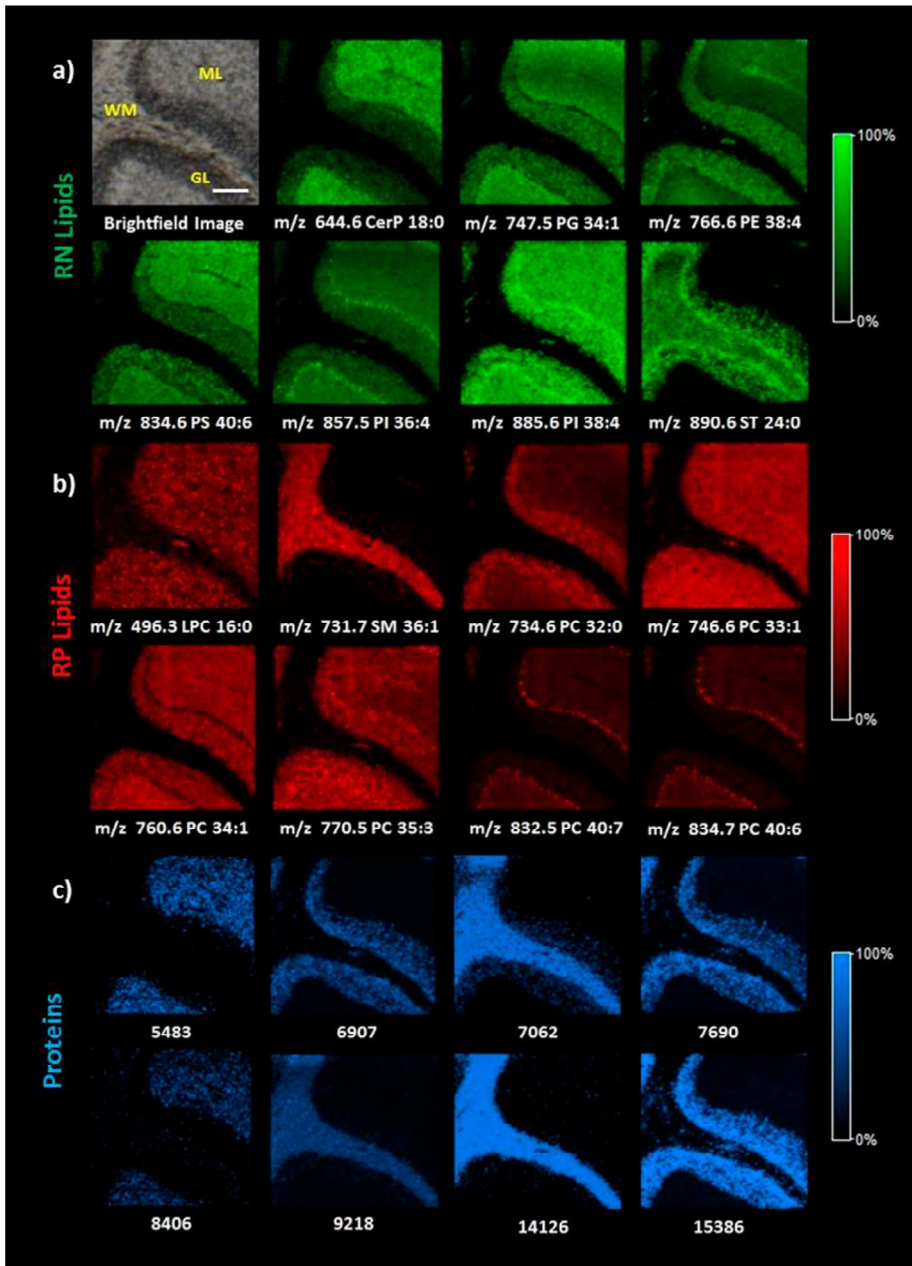 a)
RN Lipids
ML
WM
GL
Brightfield Image
m/z 644.6 CerP 18:0
m/z 747.5 PG 34:1
m/z 766.6 PE 38:4
100%
0%
m/z 834.6 PS 40:6
m/z 857.5 PI 36:4
m/z 885.6 PI 38:4
m/z 890.6 ST 24:0
b)
RP Lipids
m/z 496.3 LPC 16:0
m/z 731.7 SM 36:1
m/z 734.6 PC 32:0
m/z 746.6 PC 33:1
100%
0%
m/z 760.6 PC 34:1
m/z 770.5 PC 35:3
m/z 832.5 PC 40:7
m/z 834.7 PC 40:6
c)
Proteins
5483
6907
7062
7690
100%
0%
8406
9218
14126
15386